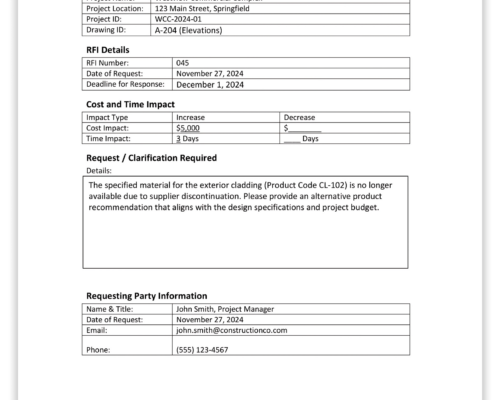 Project Location: 123 Main Street, Springfield
Project ID: WCC-2024-01
Drawing ID: A-204 (Elevations)
RFI Details
RFI Number: 045
Date of Request: November 27, 2024
Deadline for Response: December 1, 2024
Cost and Time Impact
Impact Type Increase Decrease
Cost Impact: $5,000 $________
Time Impact: 3 Days ____ Days
Request / Clarification Required
Details:
The specified material for the exterior cladding (Product Code CL-102) is no longer
available due to supplier discontinuation. Please provide an alternative product
recommendation that aligns with the design specifications and project budget.
Requesting Party Information
Name & Title: John Smith, Project Manager
Date of Request: November 27, 2024
Email: john.smith@constructionco.com
Phone: (555) 123-4567